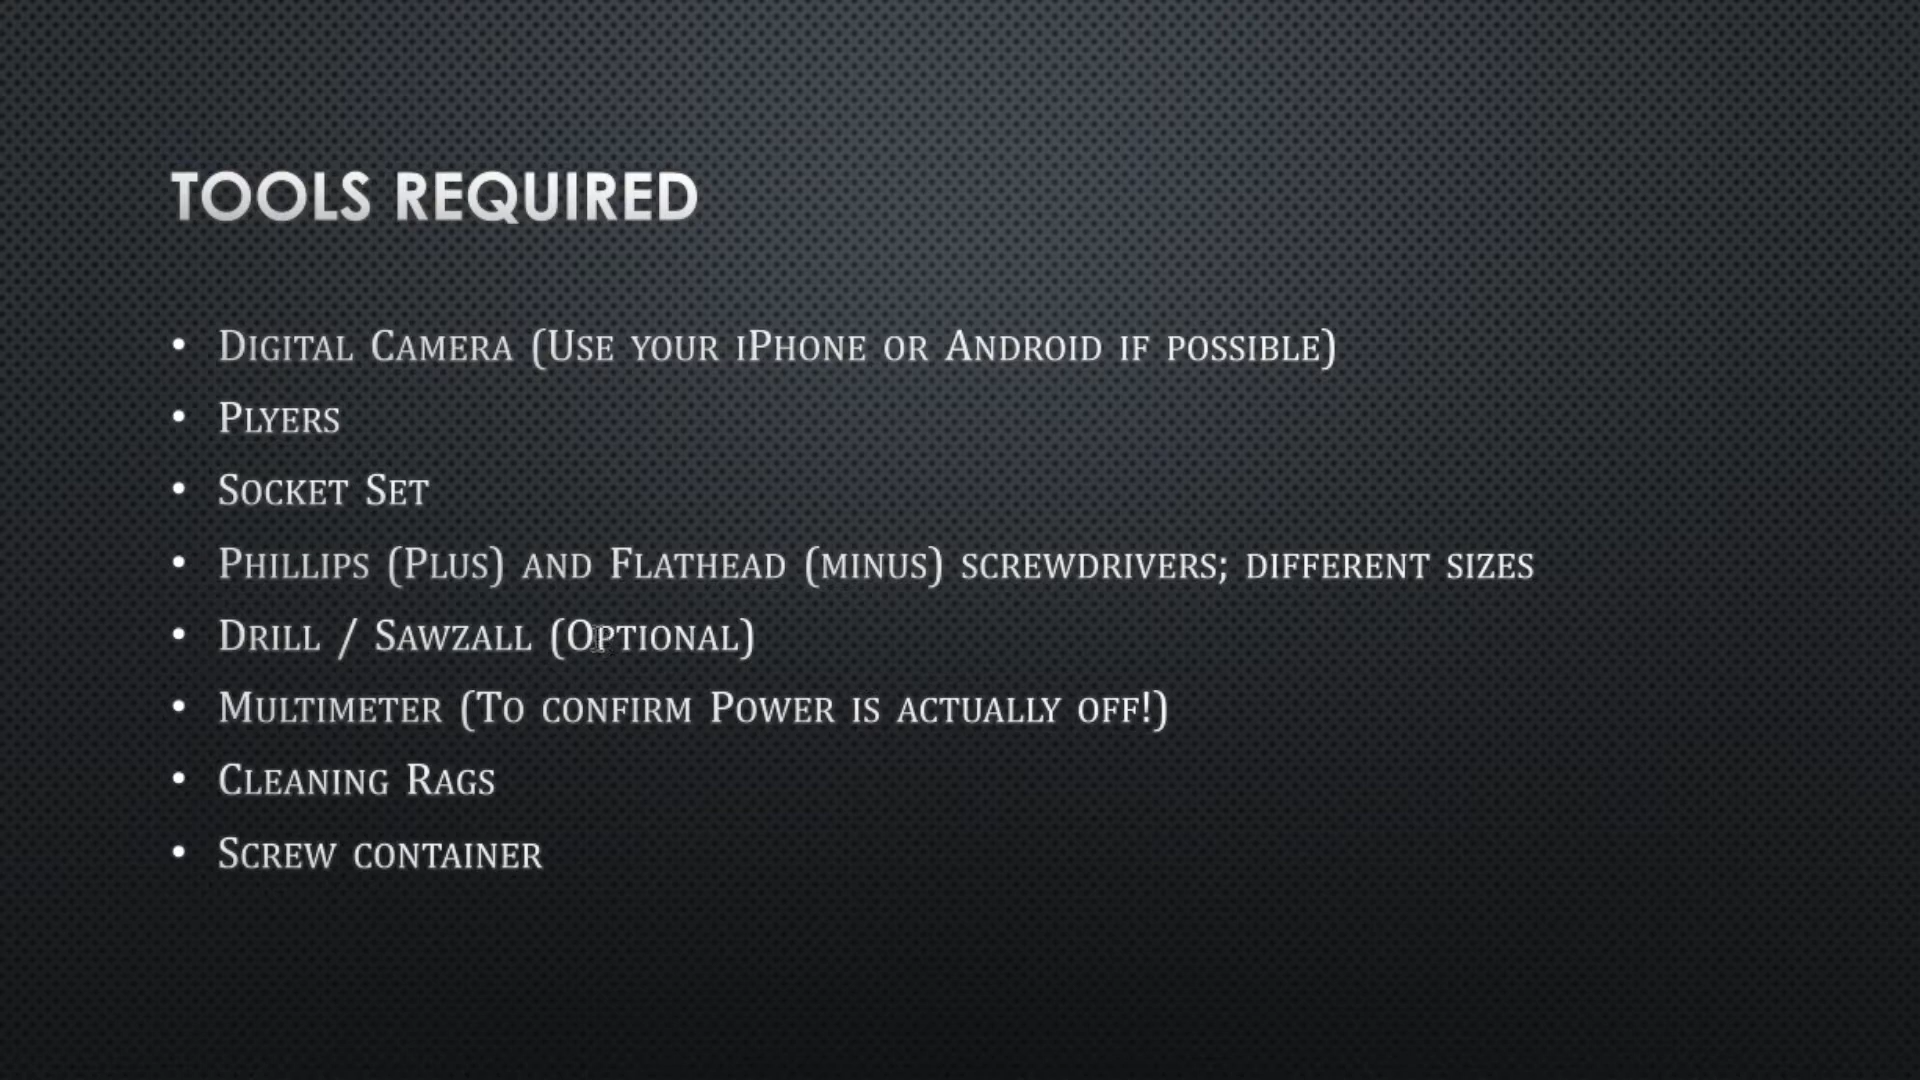 TOOLS REQUIRED
• Digital Camera (Use your iPhone or Android if possible)
• Plyers
• Socket Set
• Phillips (Plus) and Flathead (minus) screwdrivers; different sizes
• Drill / Sawzall (Optional)
• Multimeter (To confirm Power is actually off!)
• Cleaning Rags
• Screw container